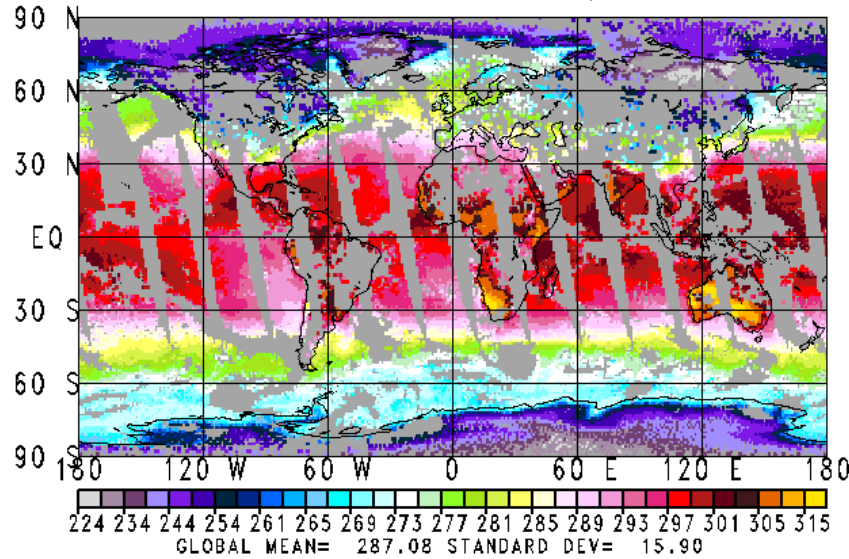 90 N
60 N
30 N
EQ
30 S
60 S
90 S
180 120 W 60 W 0 60 E 120 E 180
224 234 244 254 261 265 269 273 277 281 285 289 293 297 301 305 315
GLOBAL MEAN= 287.08 STANDARD DEV= 15.90